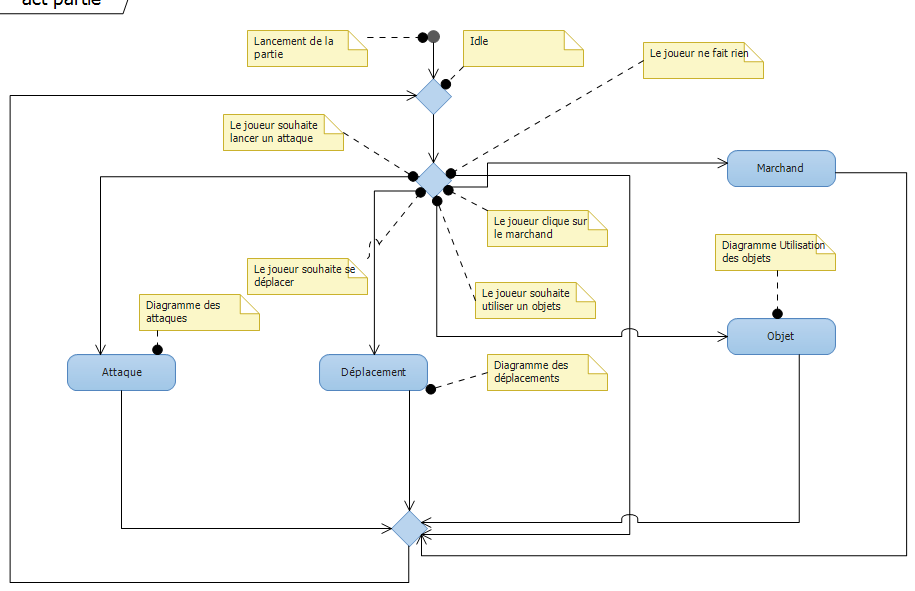 act partie
Lancement de la
partie
Idle
Le joueur ne fait rien
Le joueur souhaite
lancer un attaque
Marchand
Le joueur clique sur
le marchand
Diagramme Utilisation
des objets
Le joueur souhaite se
déplacer
Le joueur souhaite
utiliser un objets
Diagramme des
attaques
Objet
Attaque
Déplacement
Diagramme des
déplacements